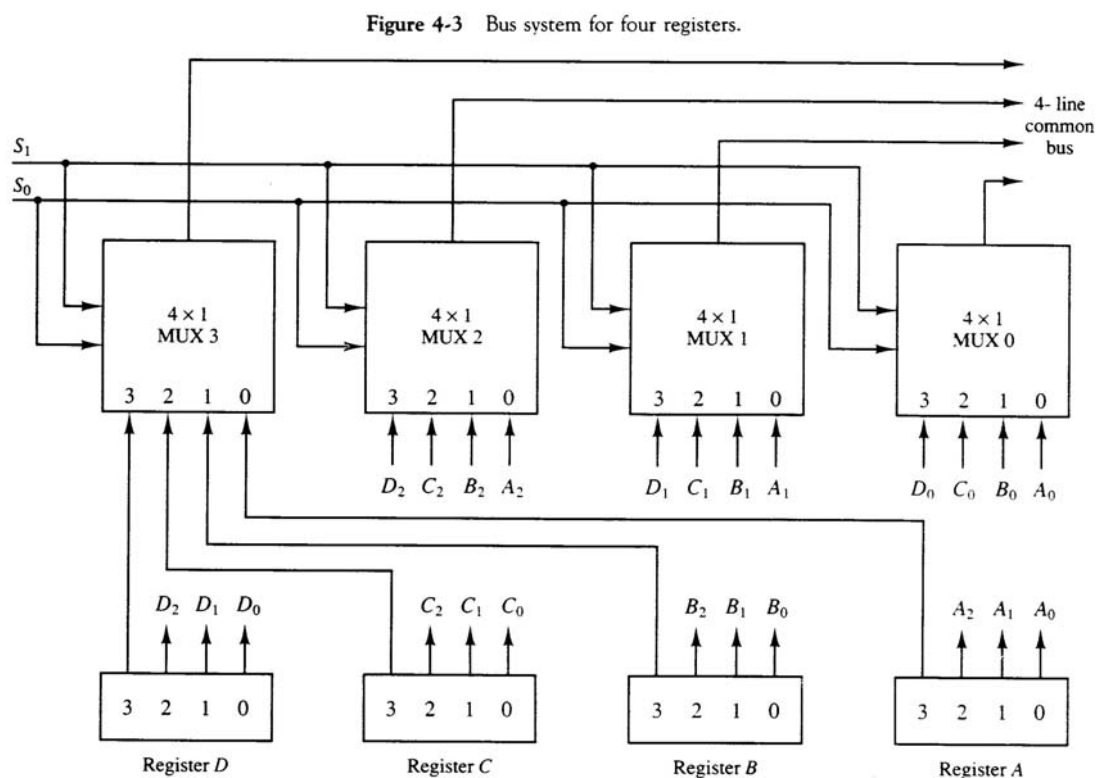 Figure 4-3 Bus system for four registers.
4- line
common
bus
S₁
S₀
4 × 1
MUX 3
3 2 1 0
4 × 1
MUX 2
3 2 1 0
4 × 1
MUX 1
3 2 1 0
4 × 1
MUX 0
3 2 1 0
D₂ C₂ B₂ A₂
D₁ C₁ B₁ A₁
D₀ C₀ B₀ A₀
D₂ D₁ D₀
C₂ C₁ C₀
B₂ B₁ B₀
A₂ A₁ A₀
3 2 1 0
3 2 1 0
3 2 1 0
3 2 1 0
Register D
Register C
Register B
Register A